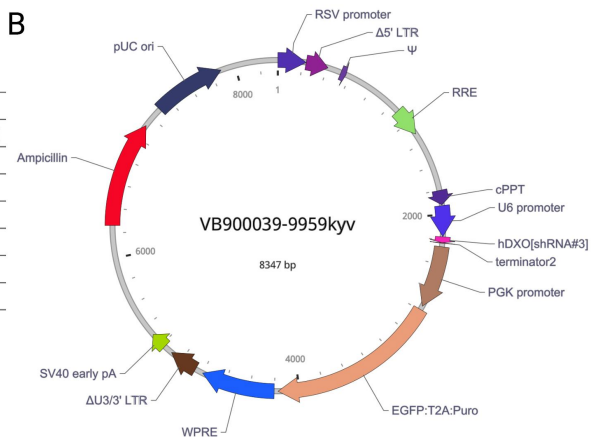 B
RSV promoter
Δ5' LTR
Ψ
pUC ori
8000
1
RRE
Ampicillin
cPPT
2000
U6 promoter
VB900039-9959kyv
hDXO[shRNA#3]
terminator2
6000
8347 bp
PGK promoter
4000
SV40 early pA
ΔU3/3' LTR
EGFP:T2A:Puro
WPRE